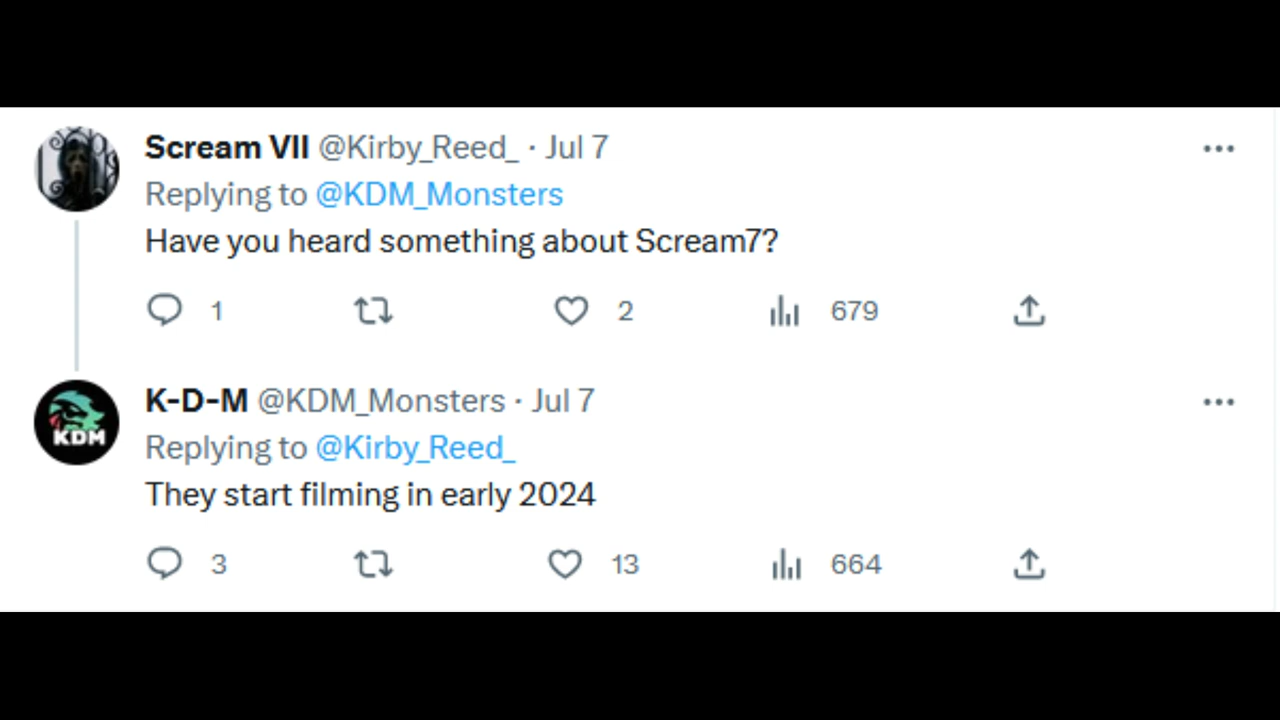 Scream VII @Kirby_Reed_ · Jul 7
Replying to @KDM_Monsters
Have you heard something about Scream7?
1 2 679
KDM
K-D-M @KDM_Monsters · Jul 7
Replying to @Kirby_Reed_
They start filming in early 2024
3 13 664